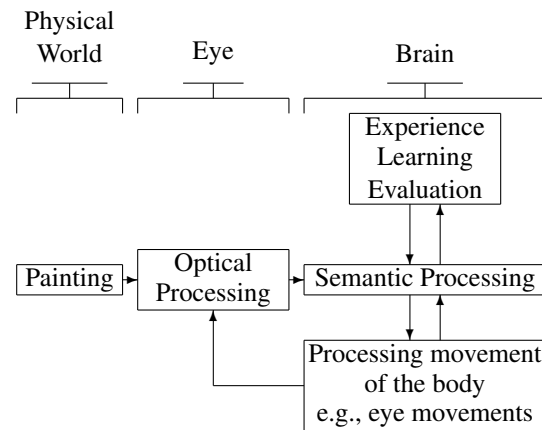 Physical
World
Eye
Brain
Experience
Learning
Evaluation
Painting
Optical
Processing
Semantic Processing
Processing movement
of the body
e.g., eye movements